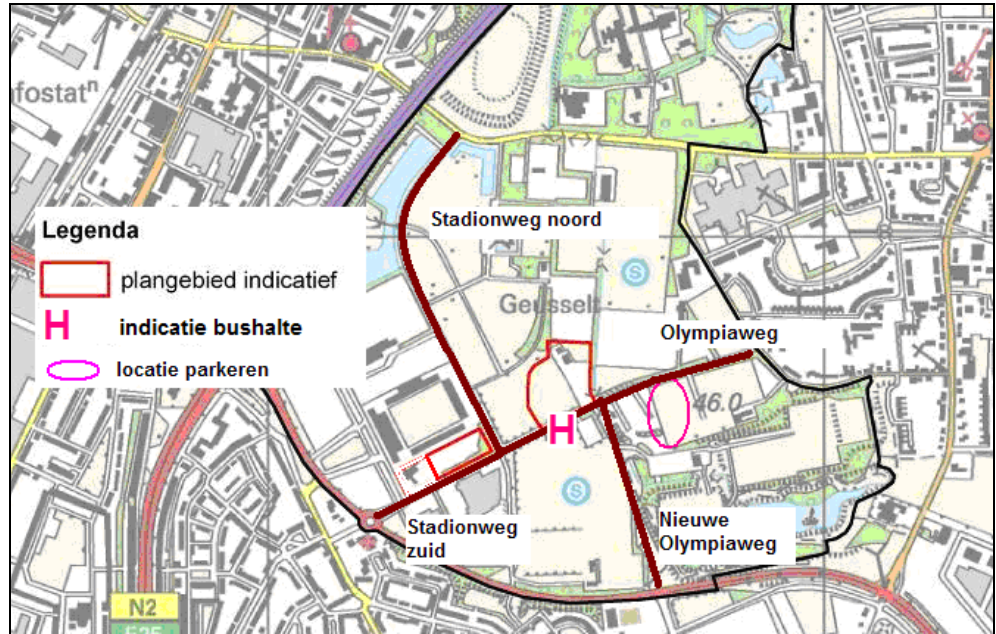 fostatⁿ
Stadionweg noord
Legenda
plangebied indicatief
H
indicatie bushalte
locatie parkeren
S
Geusselt
Olympiaweg
46.0
H
S
Stadionweg
zuid
Nieuwe
Olympiaweg
N2
E25